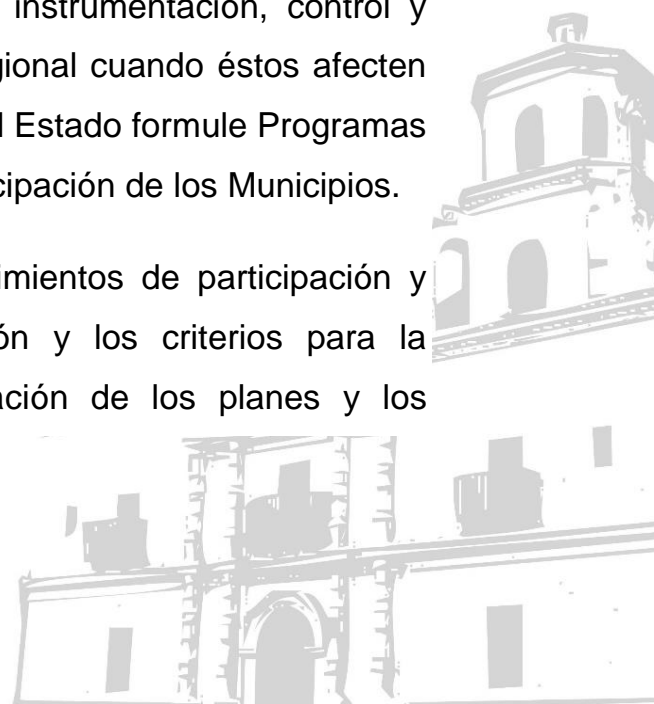 instrumentación, control y
gional cuando éstos afecten
l Estado formule Programas
cipación de los Municipios.
imientos de participación y
ón y los criterios para la
ación de los planes y los